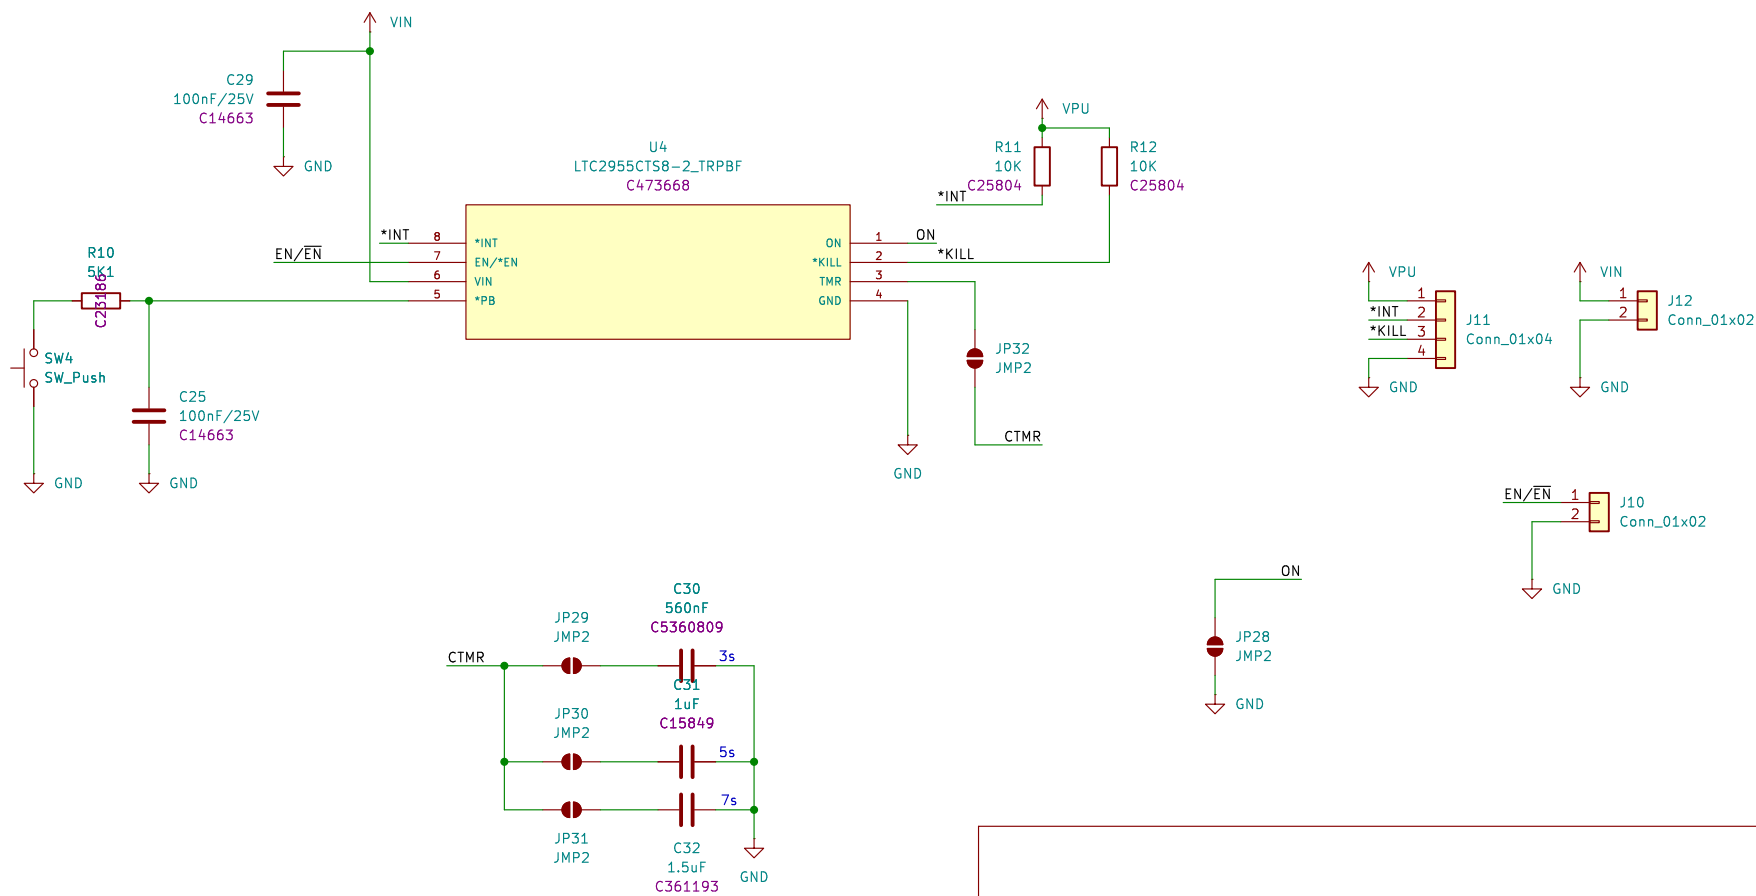 VIN
C29
100nF/25V
C14663
GND
VPU
U4
LTC2955CTS8-2_TRPBF
C473668
R11
10K
C25804
R12
10K
C25804
*INT
*INT
EN/EN
8
7
6
5
*INT
EN/*EN
VIN
*PB
ON
*KILL
TMR
GND
1
2
3
4
ON
*KILL
R10
5K1
C23186
SW4
SW_Push
C25
100nF/25V
C14663
GND
GND
JP32
JMP2
CTMR
GND
VPU
1
*INT
2
*KILL
3
4
J11
Conn_01x04
GND
VIN
1
2
J12
Conn_01x02
GND
EN/EN
1
2
J10
Conn_01x02
GND
ON
JP28
JMP2
GND
CTMR
JP29
JMP2
C30
560nF
C5360809
3s
JP30
JMP2
C31
1uF
C15849
5s
7s
JP31
JMP2
C32
1.5uF
C361193
GND